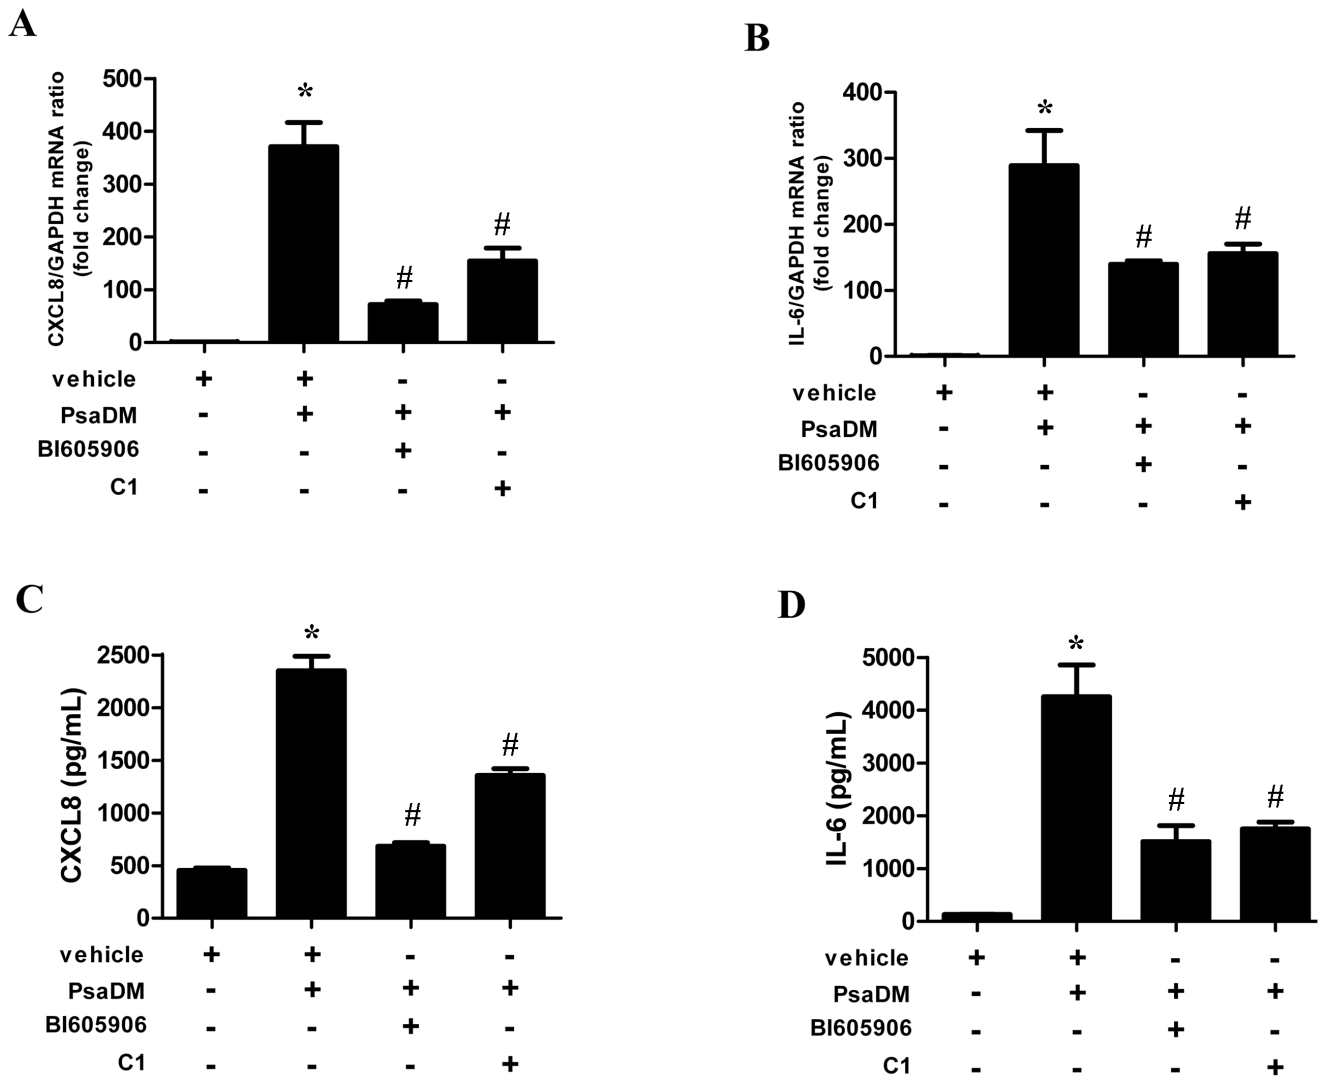 A
CXCL8/GAPDH mRNA ratio
(fold change)
500
400
300
200
100
0
*
#
#
vehicle + + - -
PsaDM - + + +
BI605906 - - + -
C1 - - - +
B
IL-6/GAPDH mRNA ratio
(fold change)
400
300
200
100
0
*
#
#
vehicle + + - -
PsaDM - + + +
BI605906 - - + -
C1 - - - +
C
CXCL8 (pg/mL)
2500
2000
1500
1000
500
0
*
#
#
vehicle + + - -
PsaDM - + + +
BI605906 - - + -
C1 - - - +
D
IL-6 (pg/mL)
5000
4000
3000
2000
1000
0
*
#
#
vehicle + + - -
PsaDM - + + +
BI605906 - - + -
C1 - - - +